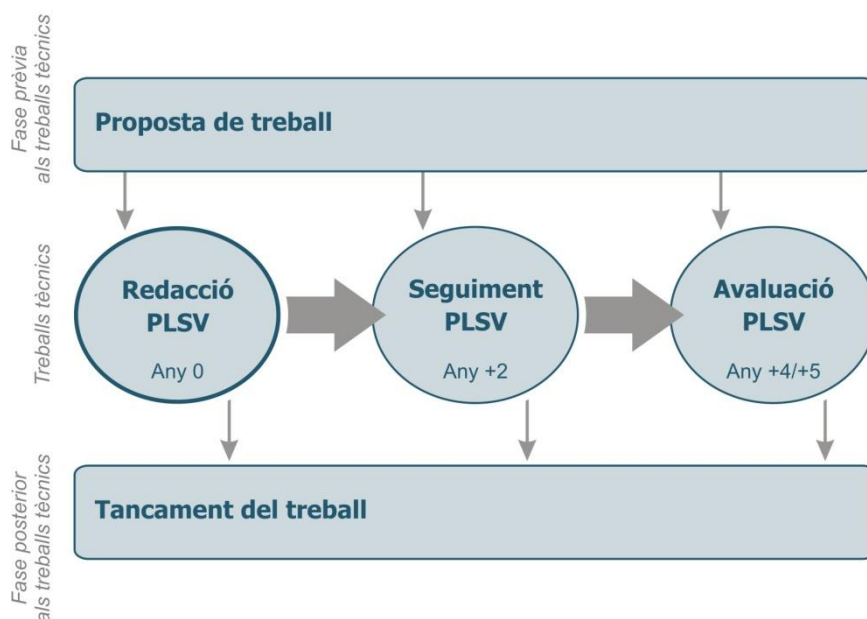 Fase prèvia
als treballs tècnics
Proposta de treball
Treballs tècnics
Redacció
PLSV
Any 0
Seguiment
PLSV
Any +2
Avaluació
PLSV
Any +4/+5
Fase posterior
als treballs tècnics
Tancament del treball